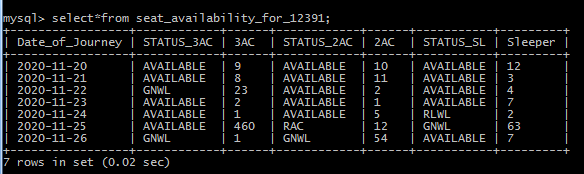 mysql> select*from seat_availability_for_12391;
+-----------------+------------+------+------------+------+-----------+---------+
| Date_of_Journey | STATUS_3AC | 3AC | STATUS_2AC | 2AC | STATUS_SL | Sleeper |
+-----------------+------------+------+------------+------+-----------+---------+
| 2020-11-20 | AVAILABLE | 9 | AVAILABLE | 10 | AVAILABLE | 12 |
| 2020-11-21 | AVAILABLE | 8 | AVAILABLE | 11 | AVAILABLE | 3 |
| 2020-11-22 | GNWL | 23 | AVAILABLE | 2 | AVAILABLE | 4 |
| 2020-11-23 | AVAILABLE | 2 | AVAILABLE | 1 | AVAILABLE | 7 |
| 2020-11-24 | AVAILABLE | 1 | AVAILABLE | 5 | RLWL | 2 |
| 2020-11-25 | AVAILABLE | 460 | RAC | 12 | GNWL | 63 |
| 2020-11-26 | GNWL | 1 | GNWL | 54 | AVAILABLE | 7 |
+-----------------+------------+------+------------+------+-----------+---------+
7 rows in set (0.02 sec)